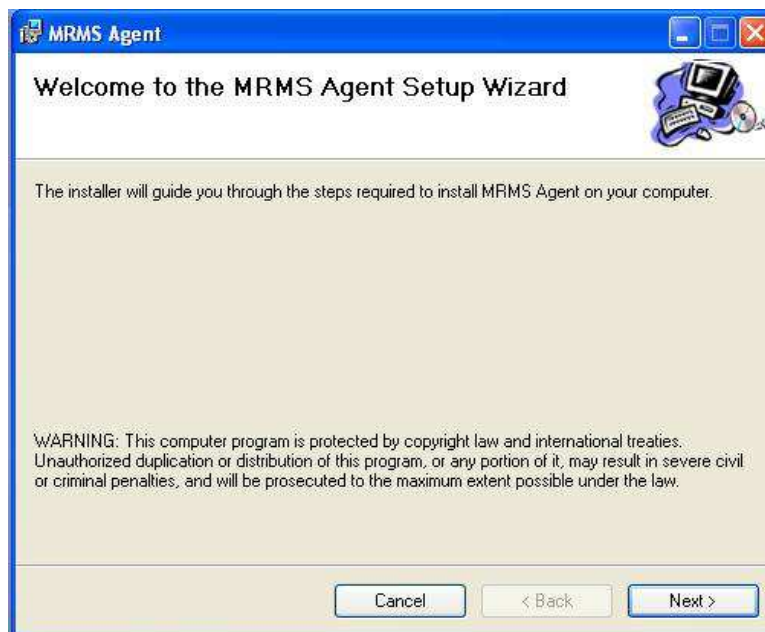 MRMS Agent
Welcome to the MRMS Agent Setup Wizard
The installer will guide you through the steps required to install MRMS Agent on your computer.
WARNING: This computer program is protected by copyright law and international treaties.
Unauthorized duplication or distribution of this program, or any portion of it, may result in severe civil
or criminal penalties, and will be prosecuted to the maximum extent possible under the law.
Cancel
< Back
Next >